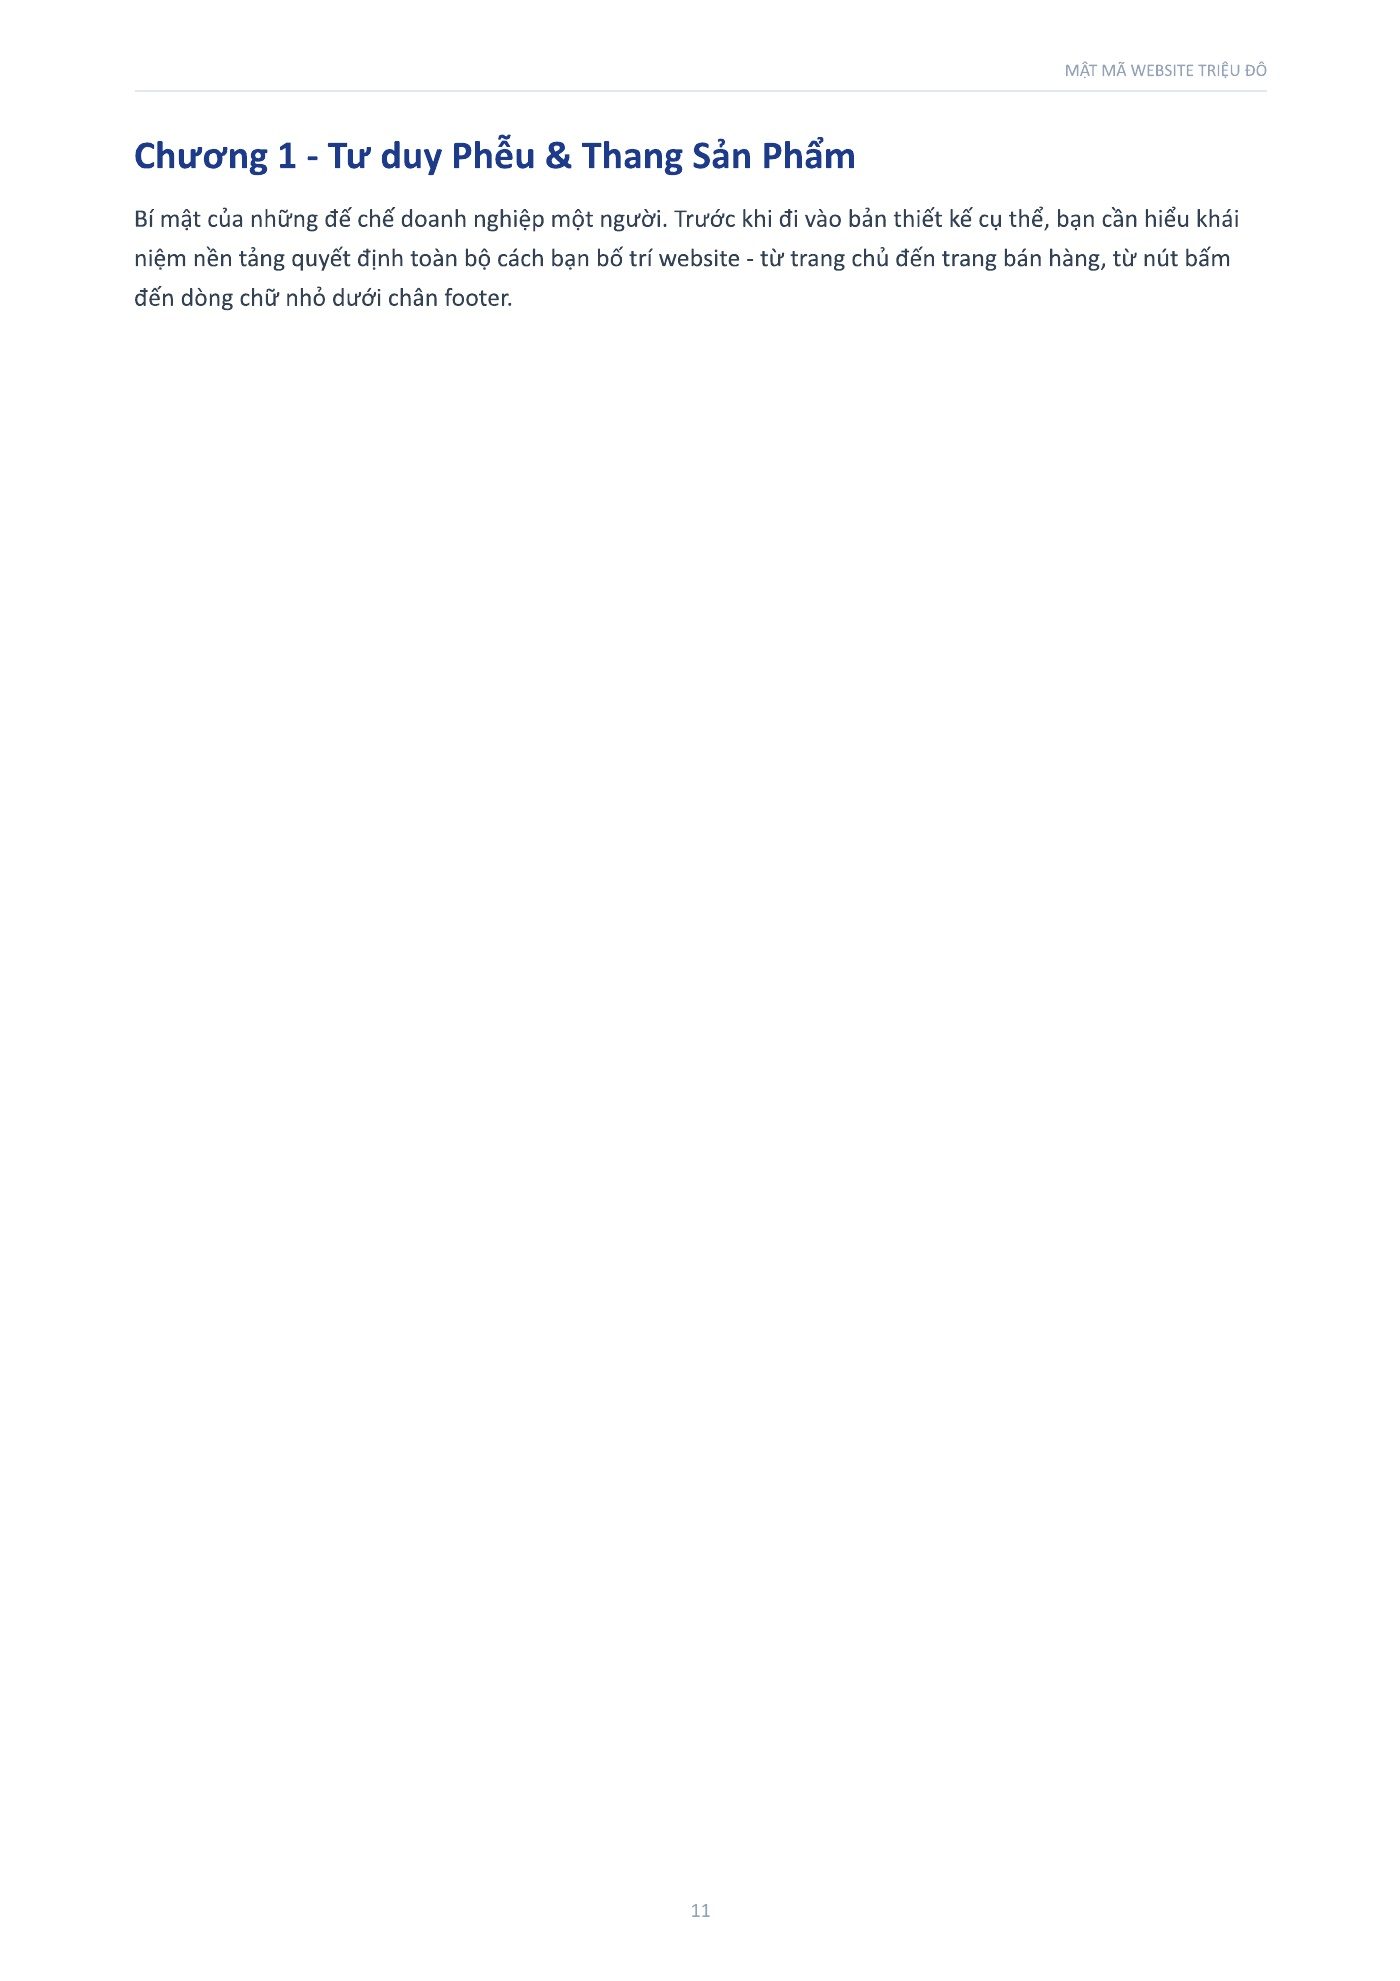 MẬT MÃ WEBSITE TRIỆU ĐÔ
Chương 1 - Tư duy Phễu & Thang Sản Phẩm
Bí mật của những đế chế doanh nghiệp một người. Trước khi đi vào bản thiết kế cụ thể, bạn cần hiểu khái
niệm nền tảng quyết định toàn bộ cách bạn bố trí website - từ trang chủ đến trang bán hàng, từ nút bấm
đến dòng chữ nhỏ dưới chân footer.
11